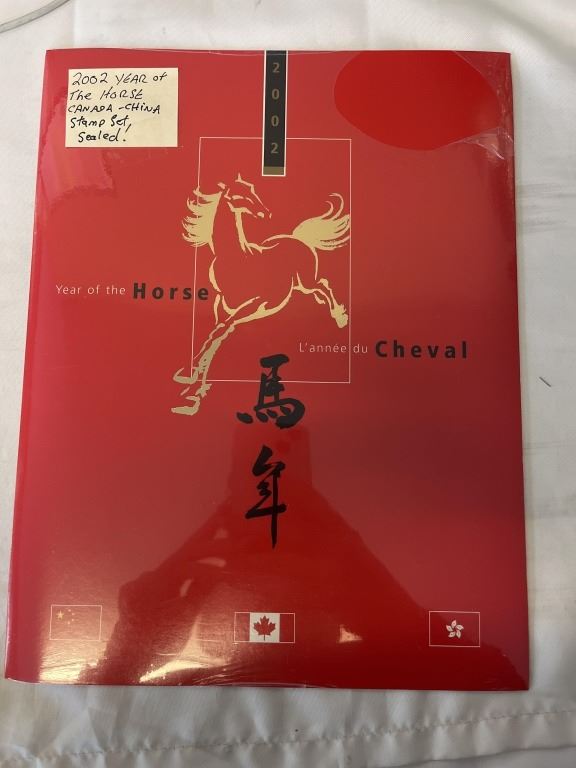 2002 YEAR of
The HORSE
CANADA-CHINA
Stamp Set,
Sealed!
2002
Year of the Horse
L'année du Cheval
馬
年